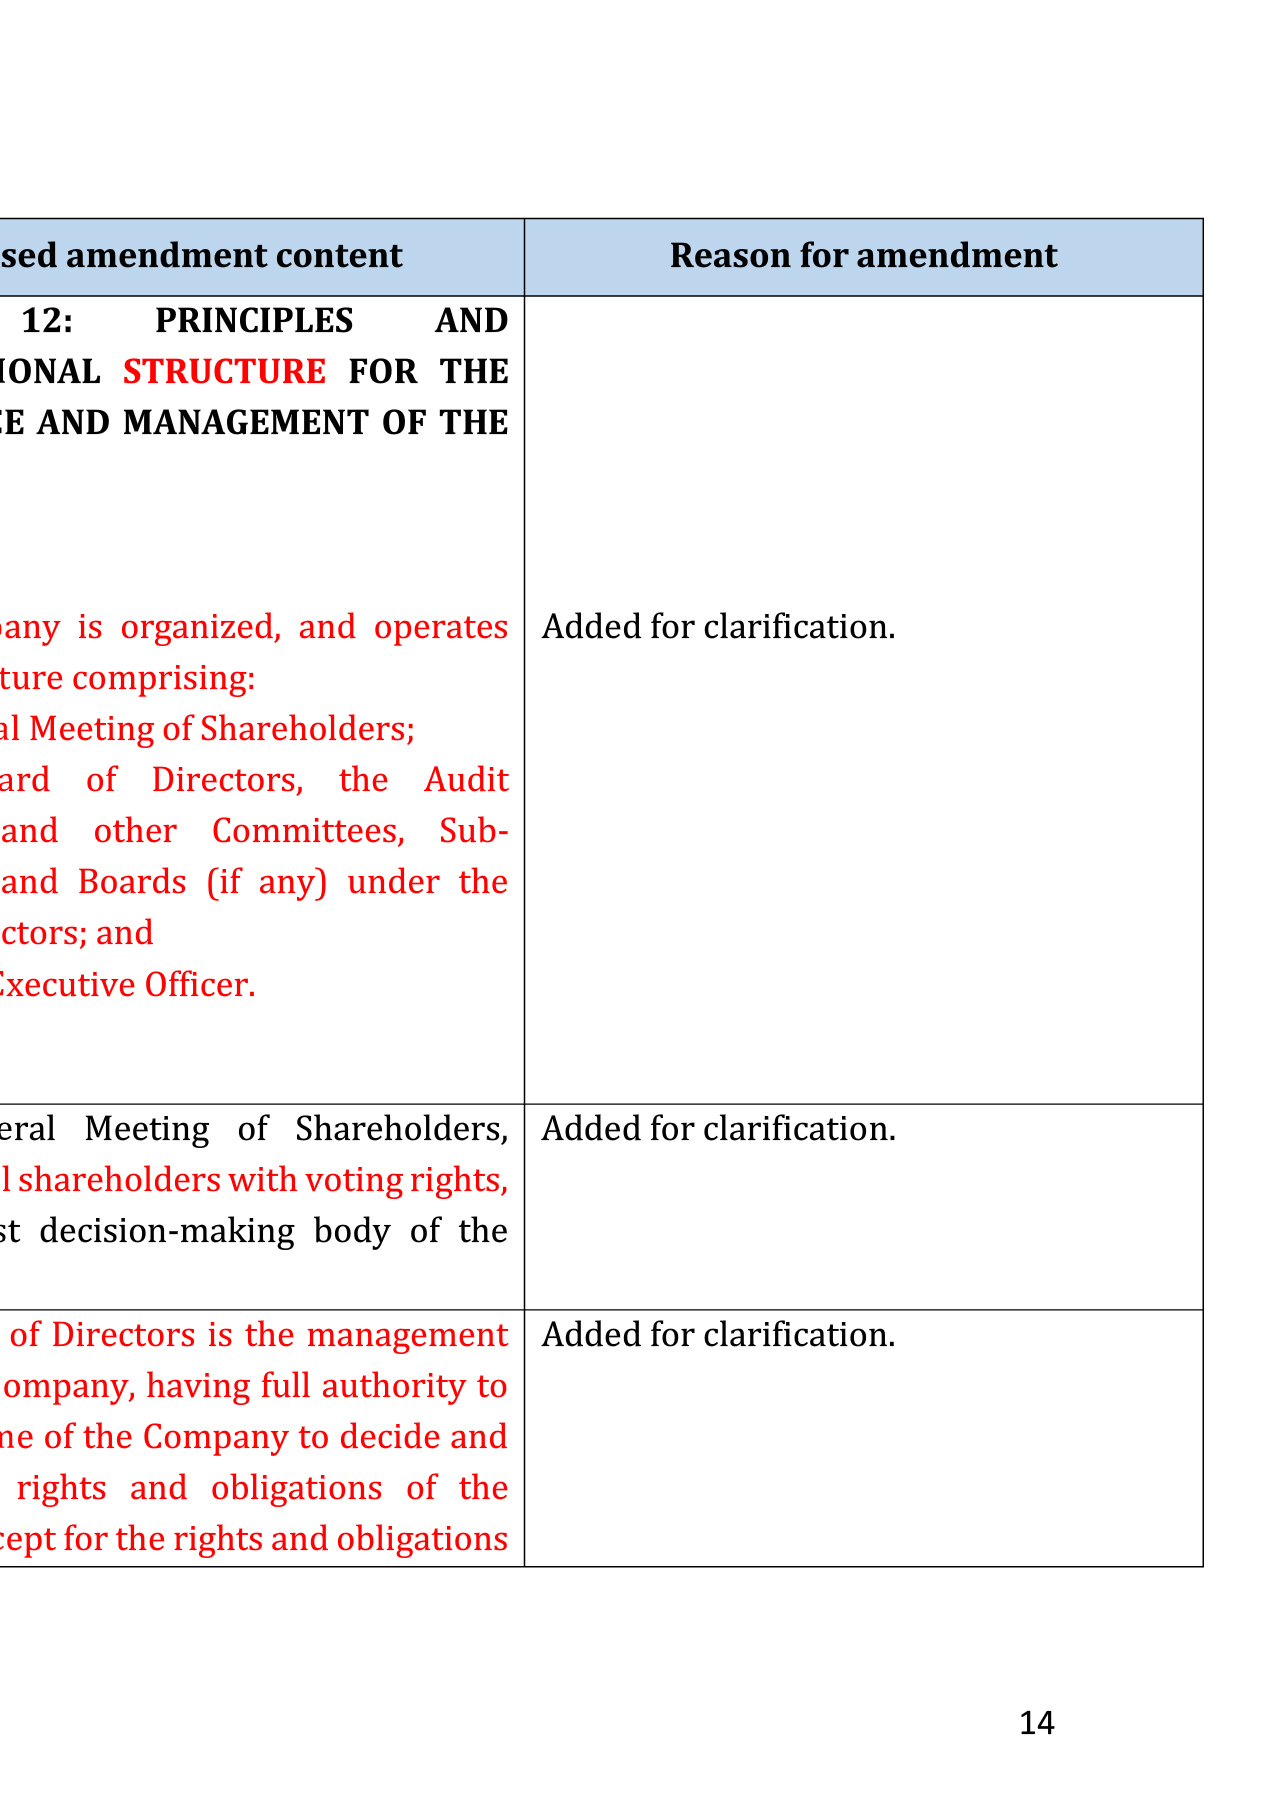 sed amendment content Reason for amendment
12: PRINCIPLES AND
IONAL STRUCTURE FOR THE
CE AND MANAGEMENT OF THE
pany is organized, and operates Added for clarification.
ture comprising:
al Meeting of Shareholders;
ard of Directors, the Audit
and other Committees, Sub-
and Boards (if any) under the
ctors; and
Executive Officer.
eral Meeting of Shareholders, Added for clarification.
l shareholders with voting rights,
st decision-making body of the
of Directors is the management Added for clarification.
ompany, having full authority to
me of the Company to decide and
rights and obligations of the
cept for the rights and obligations
14